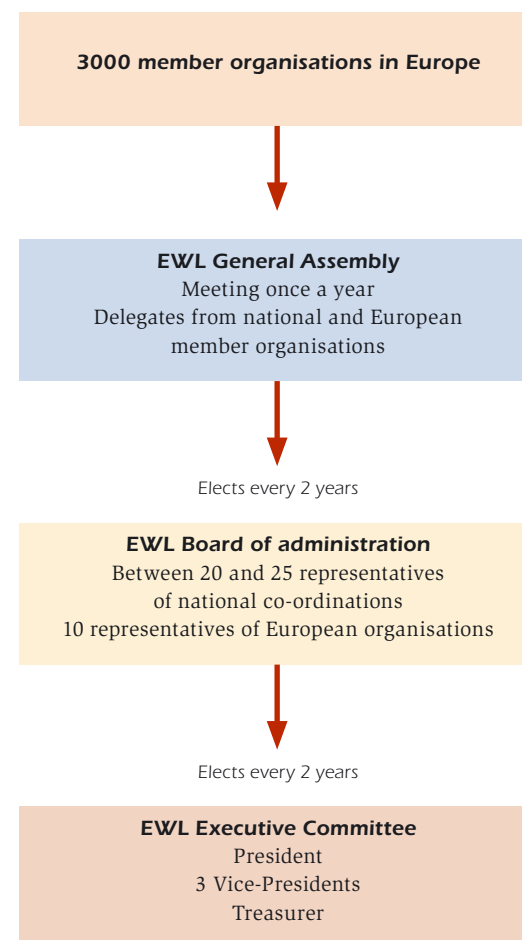 3000 member organisations in Europe
EWL General Assembly
Meeting once a year
Delegates from national and European
member organisations
Elects every 2 years
EWL Board of administration
Between 20 and 25 representatives
of national co-ordinations
10 representatives of European organisations
Elects every 2 years
EWL Executive Committee
President
3 Vice-Presidents
Treasurer